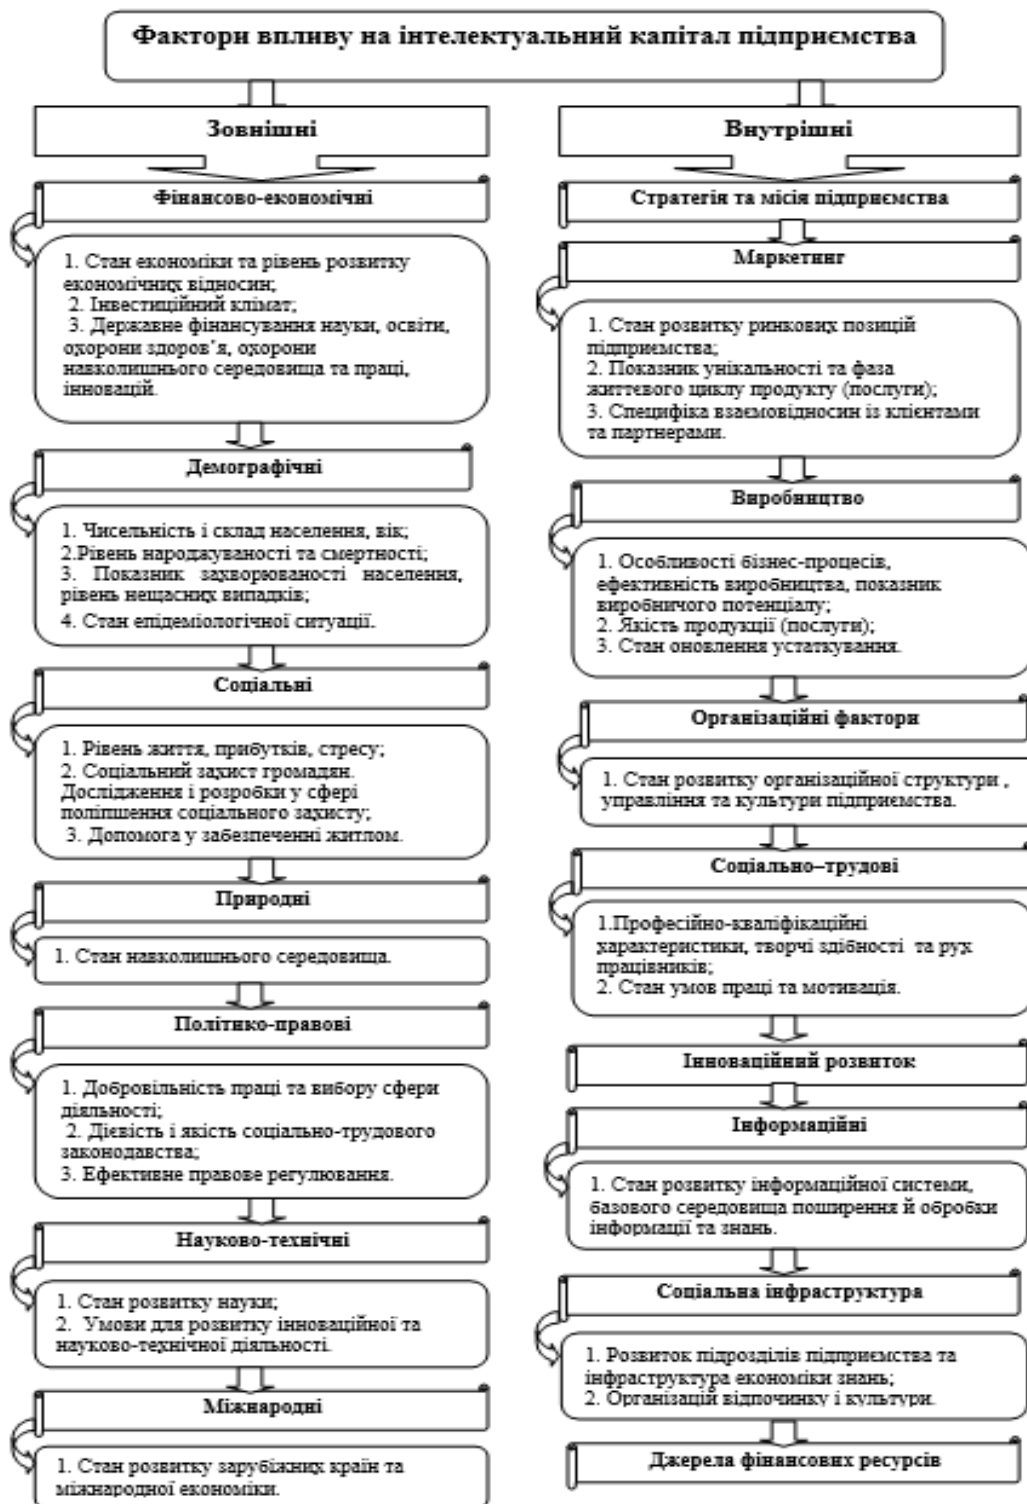 Фактори впливу на інтелектуальний капітал підприємства
Зовнішні
Фінансово-економічні
1. Стан економіки та рівень розвитку
економічних відносин;
2. Інвестиційний клімат;
3. Державне фінансування науки, освіти,
охорони здоров’я, охорони
навколишнього середовища та праці,
інновацій.
Демографічні
1. Чисельність і склад населення, вік;
2.Рівень народжуваності та смертності;
3. Показник захворюваності населення,
рівень нещасних випадків;
4. Стан епідеміологічної ситуації.
Соціальні
1. Рівень життя, прибутків, стресу;
2. Соціальний захист громадян.
Дослідження і розробки у сфері
поліпшення соціального захисту;
3. Допомога у забезпеченні житлом.
Природні
1. Стан навколишнього середовища.
Політико-правові
1. Добровільність праці та вибору сфери
діяльності;
2. Дієвість і якість соціально-трудового
законодавства;
3. Ефективне правове регулювання.
Науково-технічні
1. Стан розвитку науки;
2. Умови для розвитку інноваційної та
науково-технічної діяльності.
Міжнародні
1. Стан розвитку зарубіжних країн та
міжнародної економіки.
Внутрішні
Стратегія та місія підприємства
Маркетинг
1. Стан розвитку ринкових позицій
підприємства;
2. Показник унікальності та фаза
життєвого циклу продукту (послуги);
3. Специфіка взаємовідносин із клієнтами
та партнерами.
Виробництво
1. Особливості бізнес-процесів,
ефективність виробництва, показник
виробничого потенціалу;
2. Якість продукції (послуги);
3. Стан оновлення устаткування.
Організаційні фактори
1. Стан розвитку організаційної структури ,
управління та культури підприємства.
Соціально–трудові
1.Професійно-кваліфікаційні
характеристики, творчі здібності та рух
працівників;
2. Стан умов праці та мотивація.
Інноваційний розвиток
Інформаційні
1. Стан розвитку інформаційної системи,
базового середовища поширення й обробки
інформації та знань.
Соціальна інфраструктура
1. Розвиток підрозділів підприємства та
інфраструктура економіки знань;
2. Організацій відпочинку і культури.
Джерела фінансових ресурсів